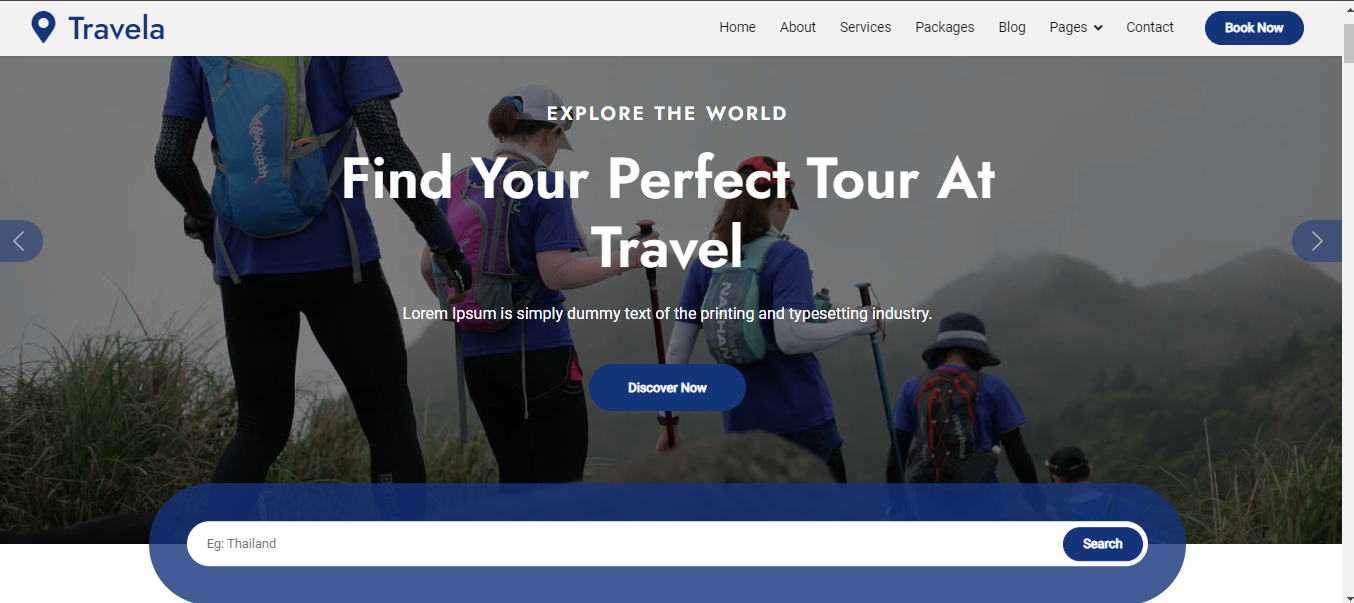 Travela
Home About Services Packages Blog Pages Contact Book Now
EXPLORE THE WORLD
Find Your Perfect Tour At
Travel
Lorem Ipsum is simply dummy text of the printing and typesetting industry.
Discover Now
Eg: Thailand
Search